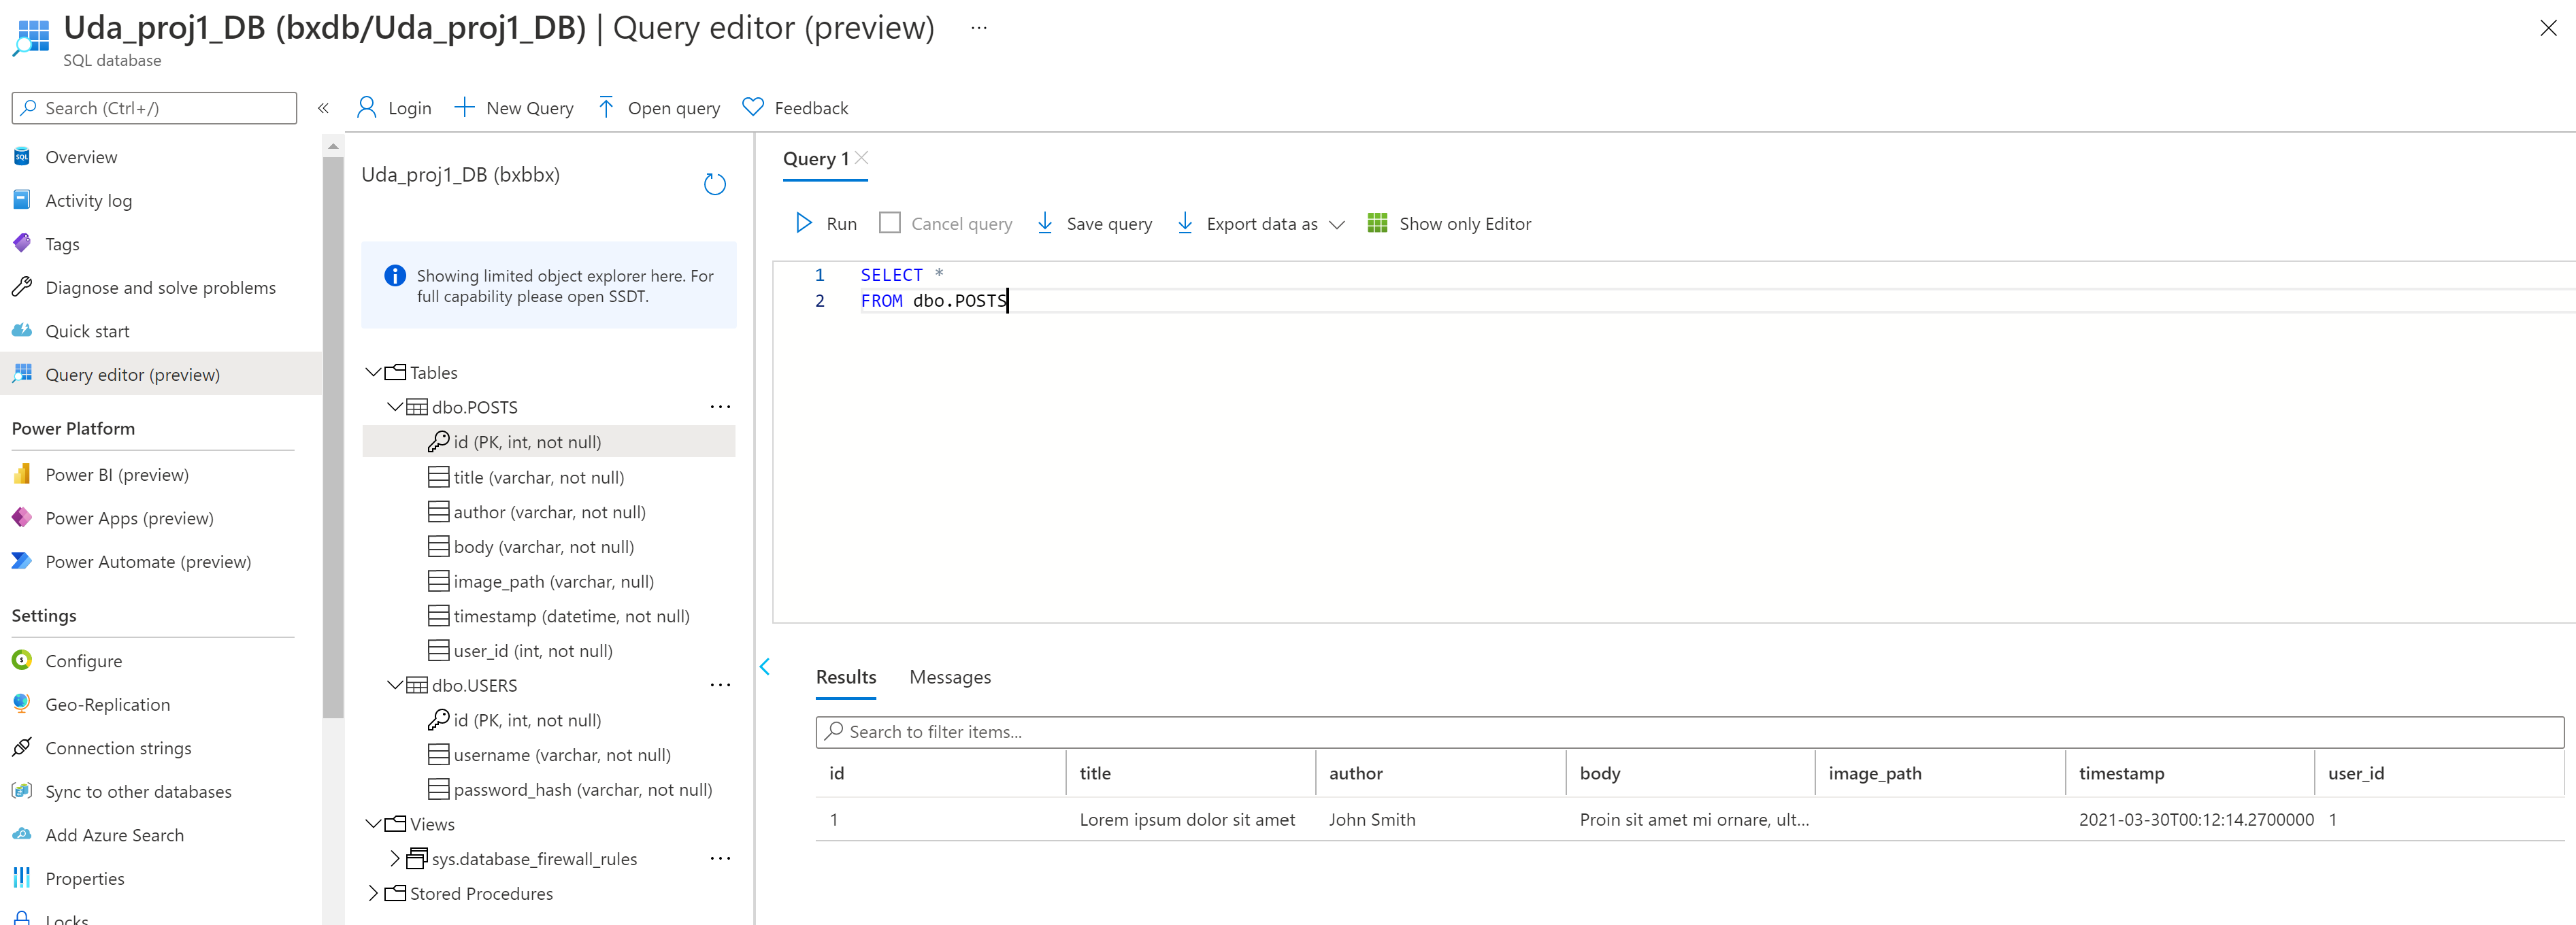 Uda_proj1_DB (bxdb/Uda_proj1_DB) | Query editor (preview) ...
SQL database
Search (Ctrl+/)
«
Overview
Activity log
Tags
Diagnose and solve problems
Quick start
Query editor (preview)
Power Platform
Power BI (preview)
Power Apps (preview)
Power Automate (preview)
Settings
Configure
Geo-Replication
Connection strings
Sync to other databases
Add Azure Search
Properties
Locks
Login
New Query
Open query
Feedback
Uda_proj1_DB (bxbbx)
Showing limited object explorer here. For
full capability please open SSDT.
Tables
dbo.POSTS ...
id (PK, int, not null)
title (varchar, not null)
author (varchar, not null)
body (varchar, not null)
image_path (varchar, null)
timestamp (datetime, not null)
user_id (int, not null)
dbo.USERS ...
id (PK, int, not null)
username (varchar, not null)
password_hash (varchar, not null)
Views
sys.database_firewall_rules ...
Stored Procedures
Query 1
Run
Cancel query
Save query
Export data as
Show only Editor
1 SELECT *
2 FROM dbo.POSTS
Results Messages
Search to filter items...
id title author body image_path timestamp user_id
1 Lorem ipsum dolor sit amet John Smith Proin sit amet mi ornare, ult... 2021-03-30T00:12:14.2700000 1